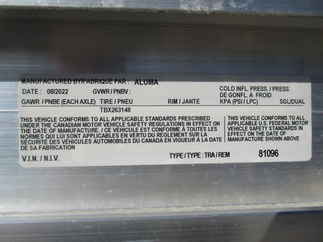 MANUFACTURED BY/FABRIQUE PAR : ALUMA
DATE : 08/2022 GVWR / PNBV : COLD INFL. PRESS. / PRESS.
DE GONFL. A. FROID
GAWR / PNBE (EACH AXLE) TIRE / PNEU RIM / JANTE KPA (PSI / LPC) SGL/DUAL
TBX263148
THIS VEHICLE CONFORMS TO ALL APPLICABLE STANDARDS PRESCRIBED
UNDER THE CANADIAN MOTOR VEHICLE SAFETY REGULATIONS IN EFFECT ON
THE DATE OF MANUFACTURE / CE VÉHICULE EST CONFORME À TOUTES LES
NORMES QUI LUI SONT APPLICABLES EN VERTU DU RÈGLEMENT SUR LA
SÉCURITÉ DES VÉHICULES AUTOMOBILES DU CANADA EN VIGUEUR À LA DATE
DE SA FABRICATION
THIS VEHICLE CONFORMS TO ALL
APPLICABLE U.S. FEDERAL MOTOR
VEHICLE SAFETY STANDARDS IN
EFFECT ON THE DATE OF
MANUFACTURE SHOWN ABOVE
V.I.N. / N.I.V. TYPE / TYPE : TRA / REM 81096